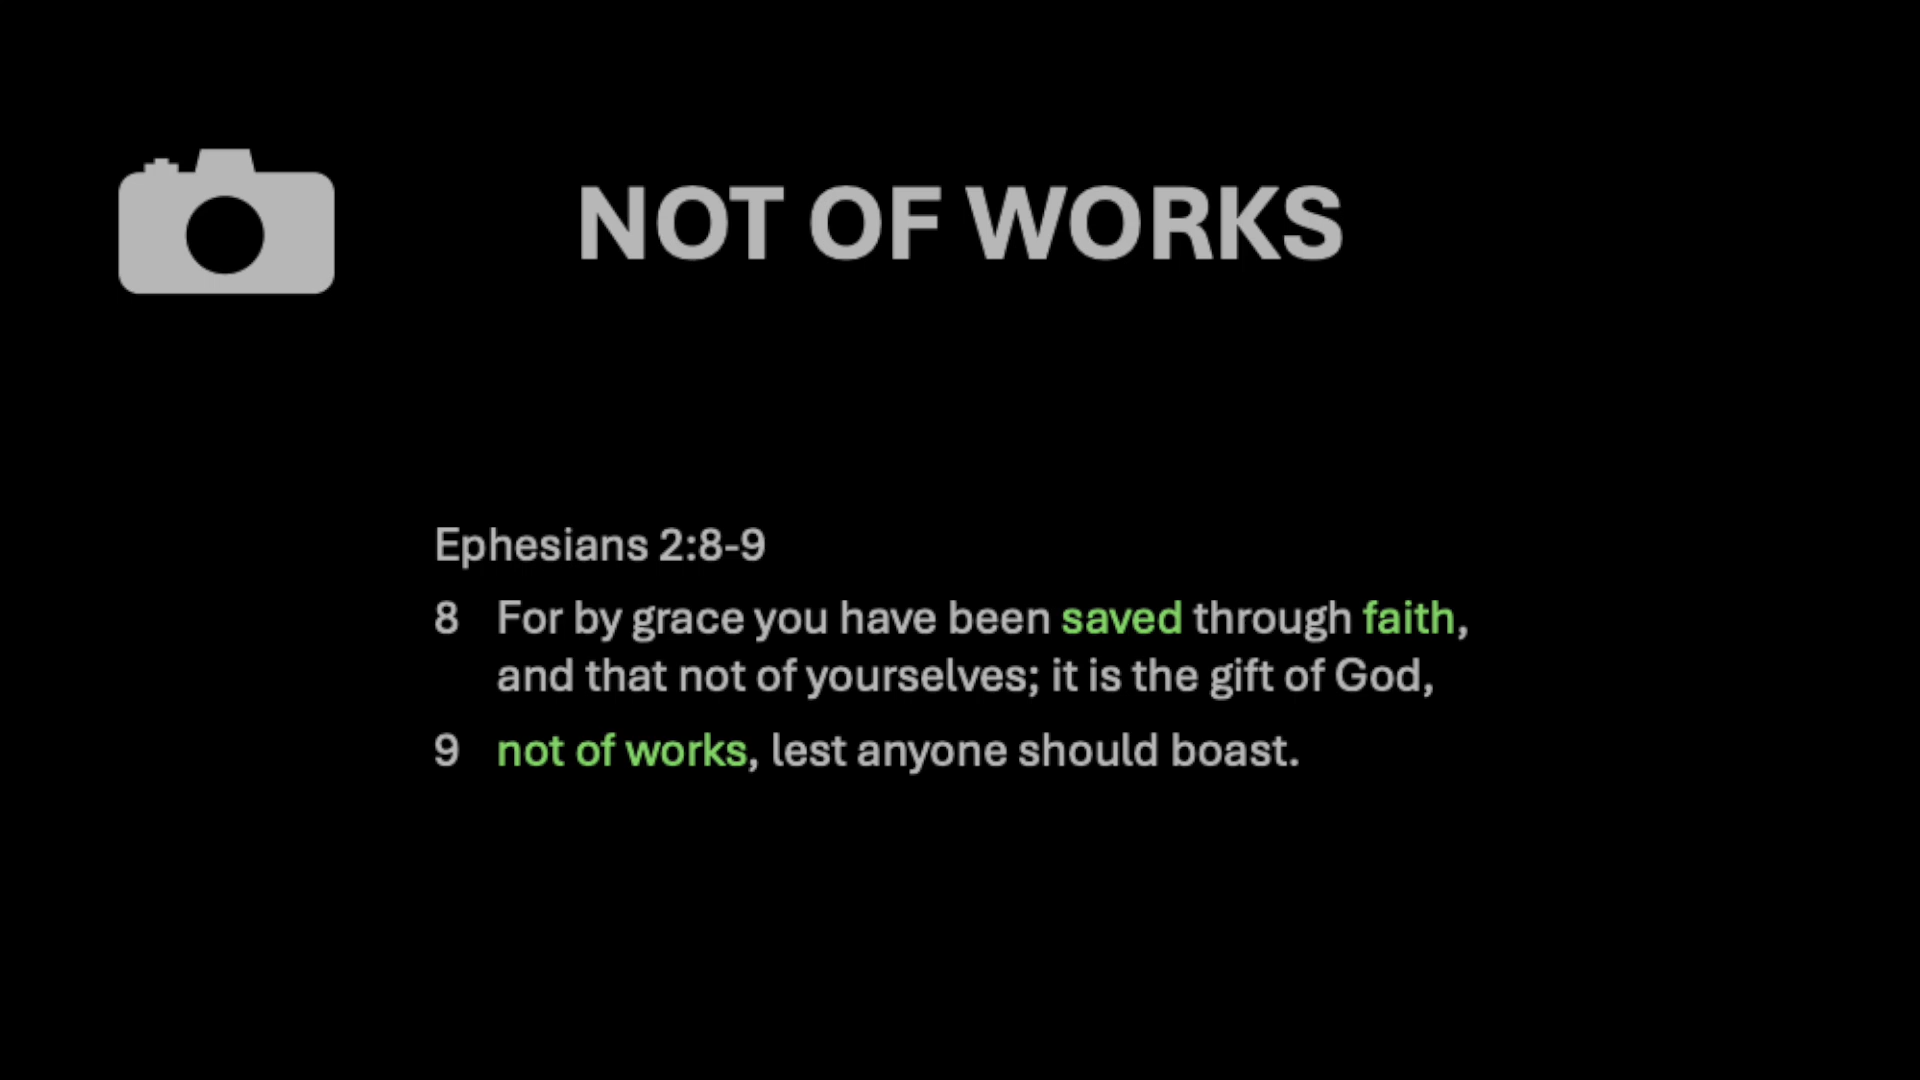 NOT OF WORKS
Ephesians 2:8-9
8 For by grace you have been saved through faith,
and that not of yourselves; it is the gift of God,
9 not of works, lest anyone should boast.